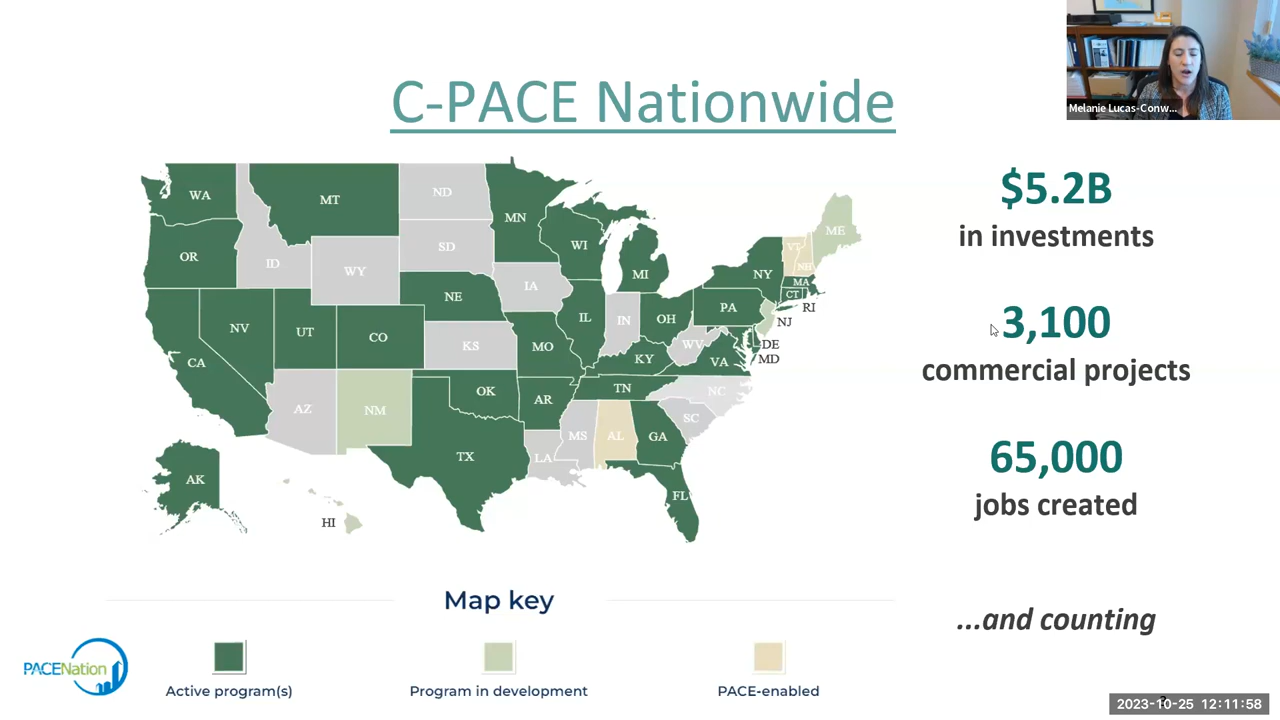 Melanie Lucas-Conw...
C-PACE Nationwide
WA
MT
ND
MN
OR
ID
SD
WI
WY
MI
NY
VT
NH
ME
MA
CT
RI
NV
UT
CO
NE
IA
IL
IN
OH
PA
NJ
DE
MD
CA
KS
MO
KY
WV
VA
AZ
NM
OK
AR
TN
NC
SC
TX
LA
MS
AL
GA
FL
AK
HI
$5.2B
in investments
3,100
commercial projects
65,000
jobs created
...and counting
Map key
PACENation
Active program(s)
Program in development
PACE-enabled
2023-10-25 12:11:58